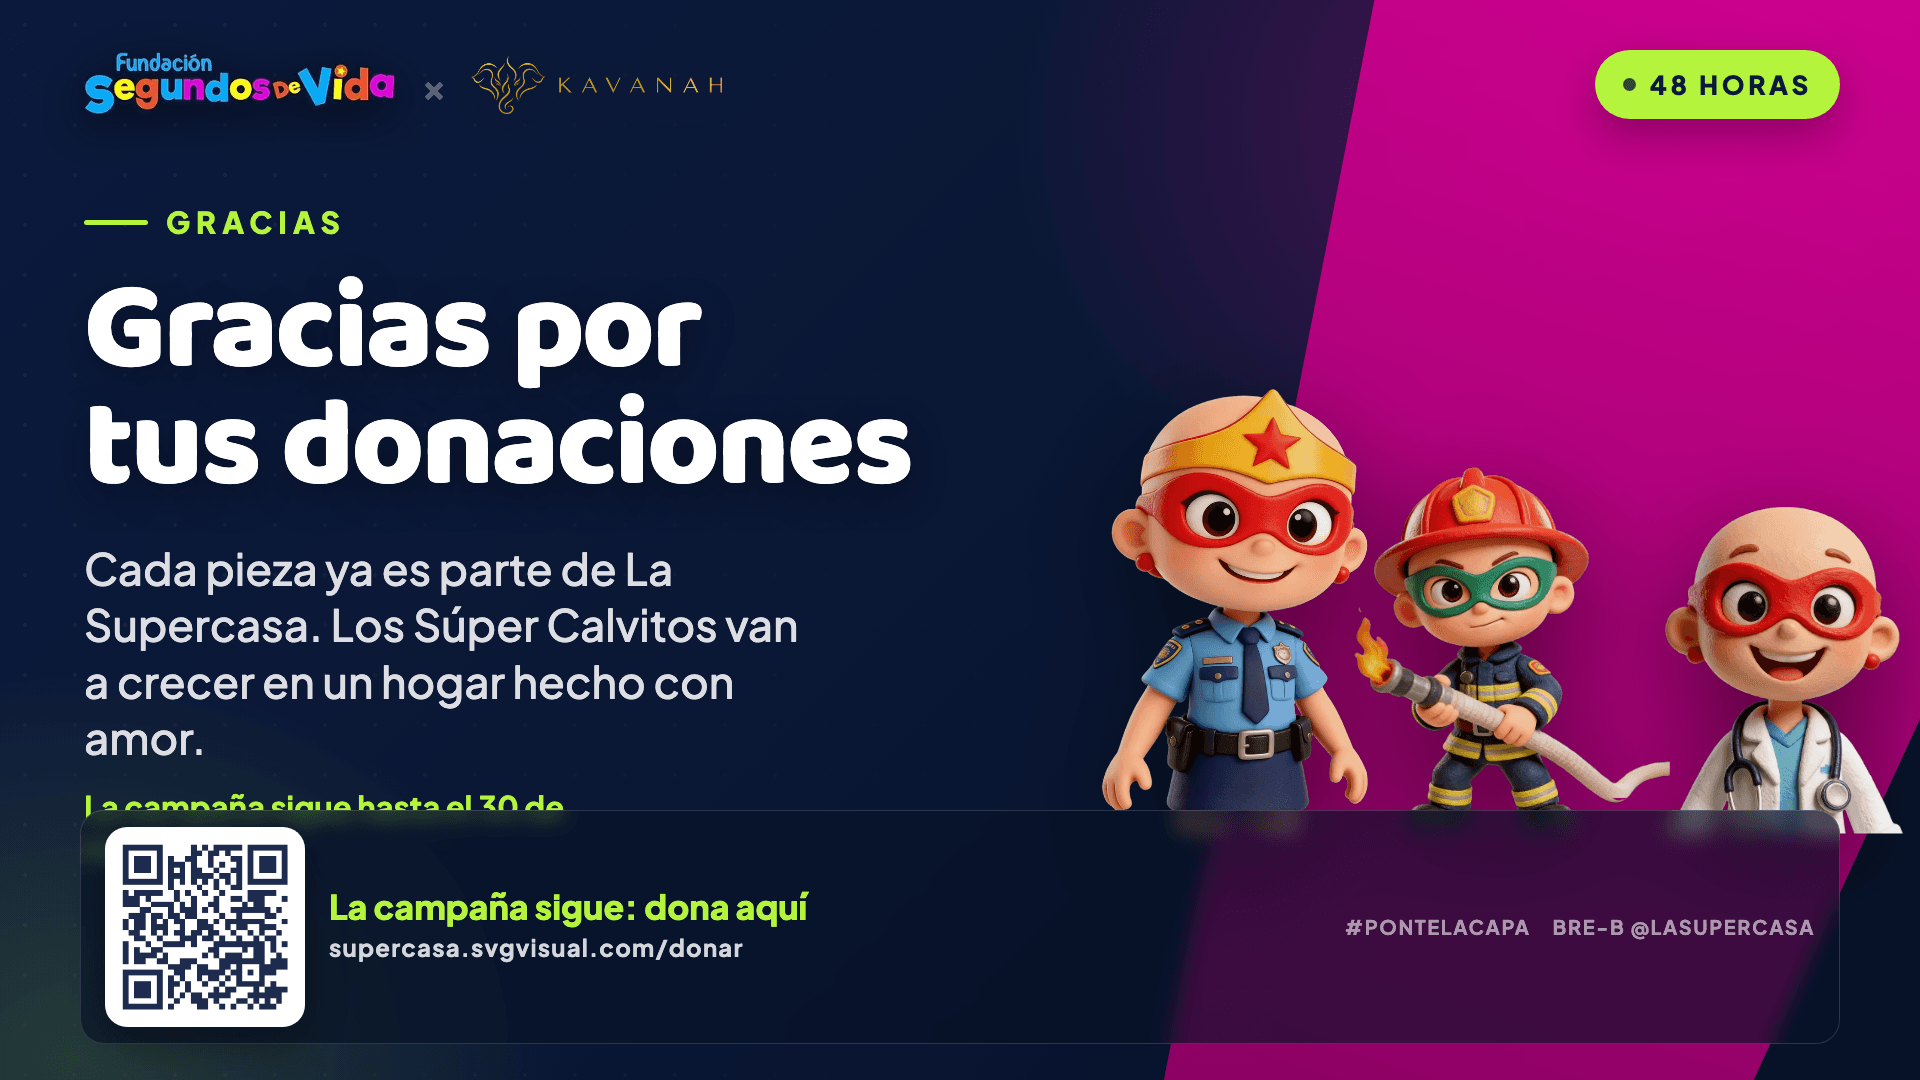 Fundación
Segundos DE Vida × KAVANAH
48 HORAS
GRACIAS
Gracias por
tus donaciones
Cada pieza ya es parte de La
Supercasa. Los Súper Calvitos van
a crecer en un hogar hecho con
amor.
La campaña sigue hasta el 30 de
La campaña sigue: dona aquí
supercasa.svgvisual.com/donar
#PONTELACAPA BRE-B @LASUPERCASA